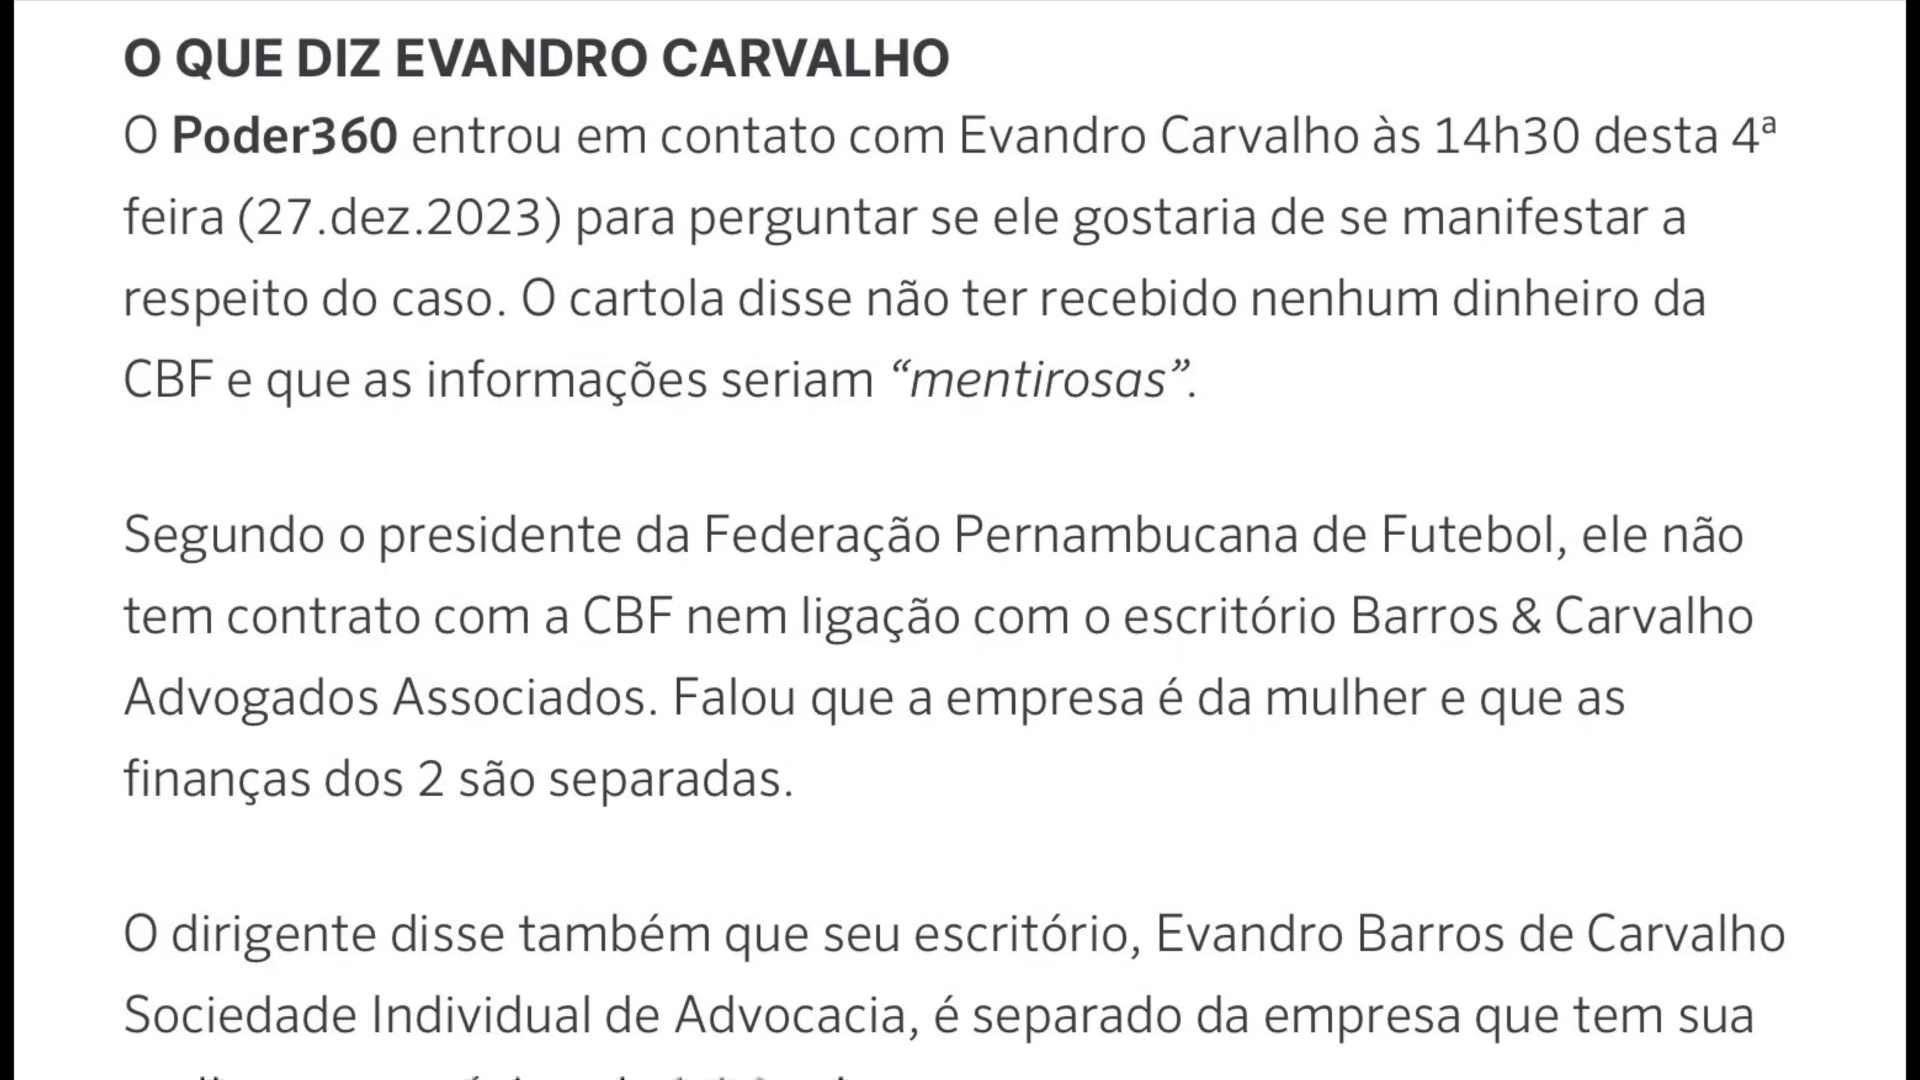 O QUE DIZ EVANDRO CARVALHO
O Poder360 entrou em contato com Evandro Carvalho às 14h30 desta 4ª
feira (27.dez.2023) para perguntar se ele gostaria de se manifestar a
respeito do caso. O cartola disse não ter recebido nenhum dinheiro da
CBF e que as informações seriam “mentirosas”.
Segundo o presidente da Federação Pernambucana de Futebol, ele não
tem contrato com a CBF nem ligação com o escritório Barros & Carvalho
Advogados Associados. Falou que a empresa é da mulher e que as
finanças dos 2 são separadas.
O dirigente disse também que seu escritório, Evandro Barros de Carvalho
Sociedade Individual de Advocacia, é separado da empresa que tem sua